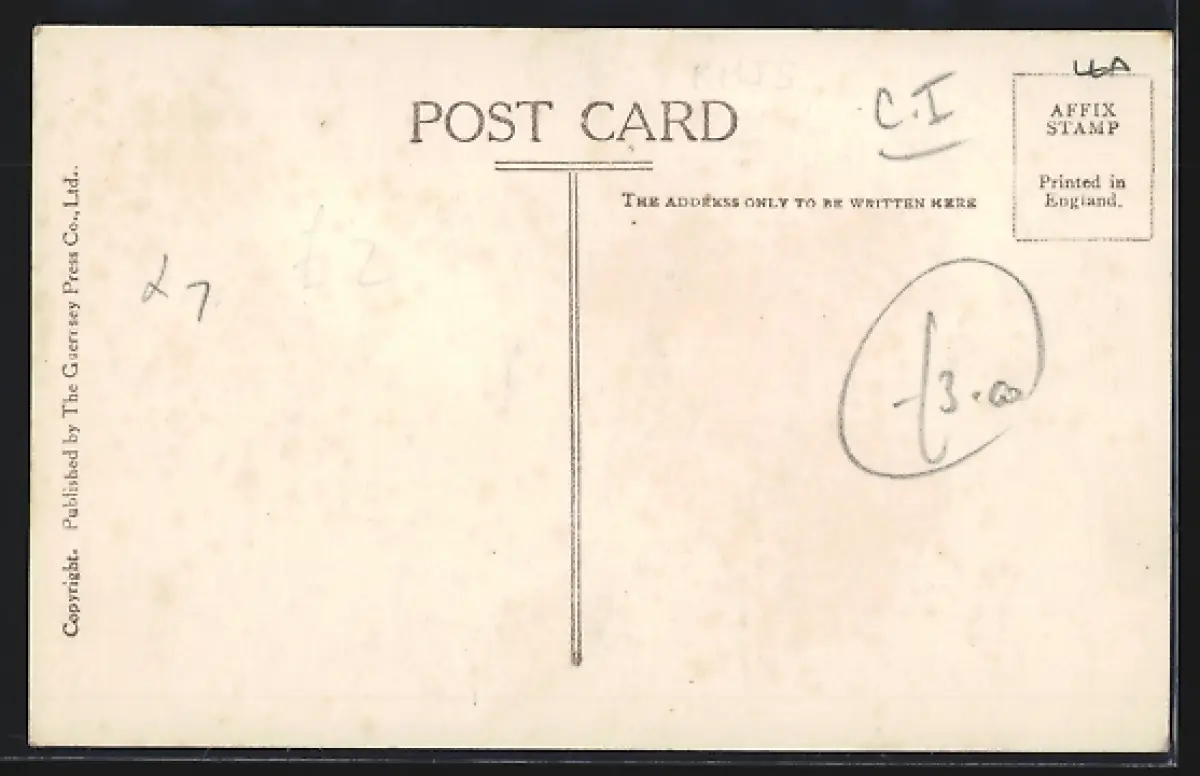 POST CARD
C.I
AFFIX
STAMP
Printed in
England.
THE ADDRESS ONLY TO BE WRITTEN HERE
£ 2
£3.00
Copyright. Published by The Guernsey Press Co., Ltd.